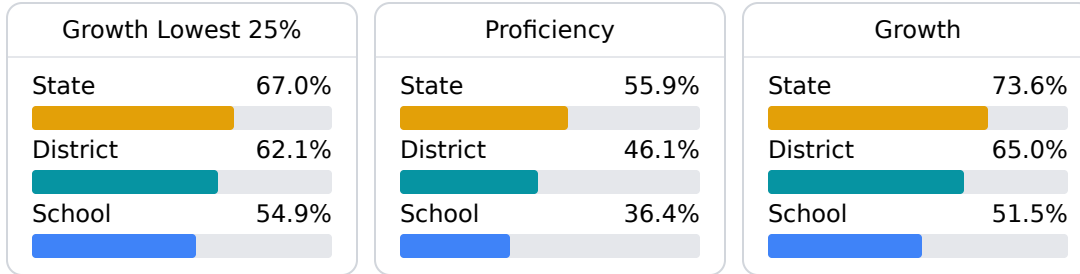 Growth Lowest 25%
State 67.0%
District 62.1%
School 54.9%
Proficiency
State 55.9%
District 46.1%
School 36.4%
Growth
State 73.6%
District 65.0%
School 51.5%